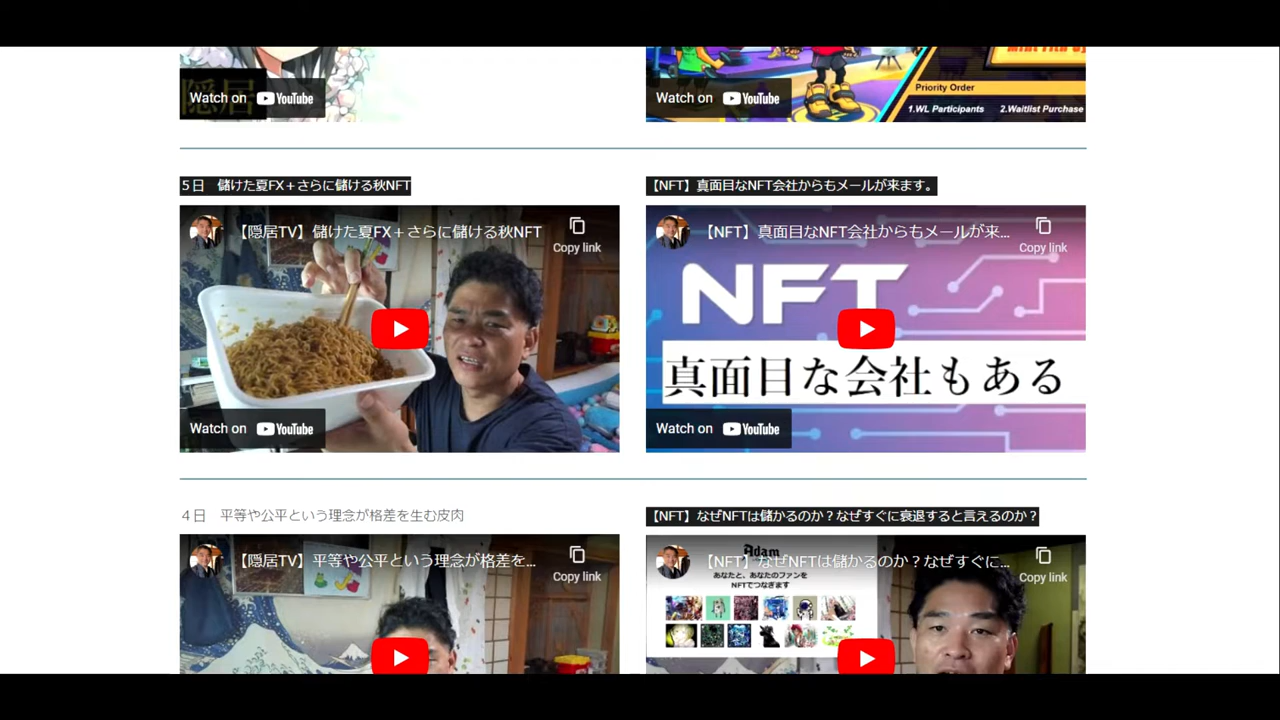 隠居
Watch on YouTube
Priority Order
1.WL Participants 2.Waitlist Purchase
Watch on YouTube
5日 儲けた夏FX+さらに儲ける秋NFT
【NFT】真面目なNFT会社からもメールが来ます。
【隠居TV】儲けた夏FX+さらに儲ける秋NFT
Copy link
Watch on YouTube
【NFT】真面目なNFT会社からもメールが来...
Copy link
NFT
真面目な会社もある
Watch on YouTube
4日 平等や公平という理念が格差を生む皮肉
【NFT】なぜNFTは儲かるのか?なぜすぐに衰退すると言えるのか?
【隠居TV】平等や公平という理念が格差を...
Copy link
Adam
【NFT】なぜNFTは儲かるのか?なぜすぐに...
Copy link
あなたと、あなたのファンを
NFTでつなぎます